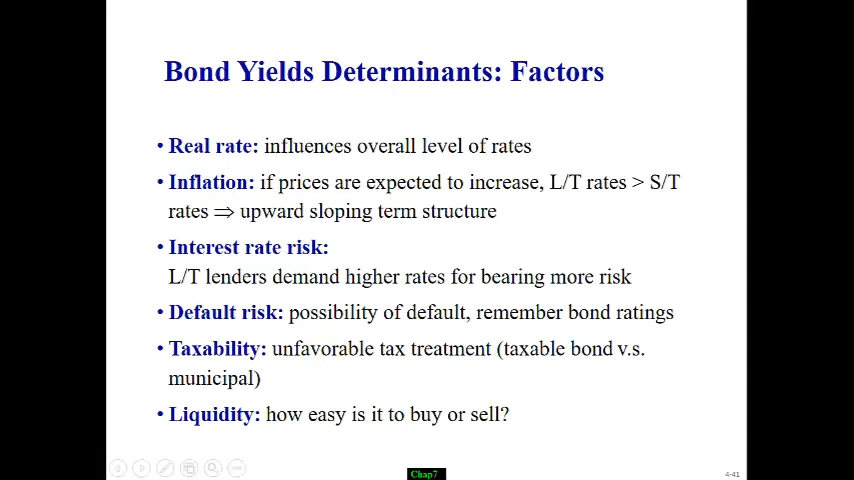 Bond Yields Determinants: Factors
• Real rate: influences overall level of rates
• Inflation: if prices are expected to increase, L/T rates > S/T
rates ⇒ upward sloping term structure
• Interest rate risk:
L/T lenders demand higher rates for bearing more risk
• Default risk: possibility of default, remember bond ratings
• Taxability: unfavorable tax treatment (taxable bond v.s.
municipal)
• Liquidity: how easy is it to buy or sell?
Chap7
4-41